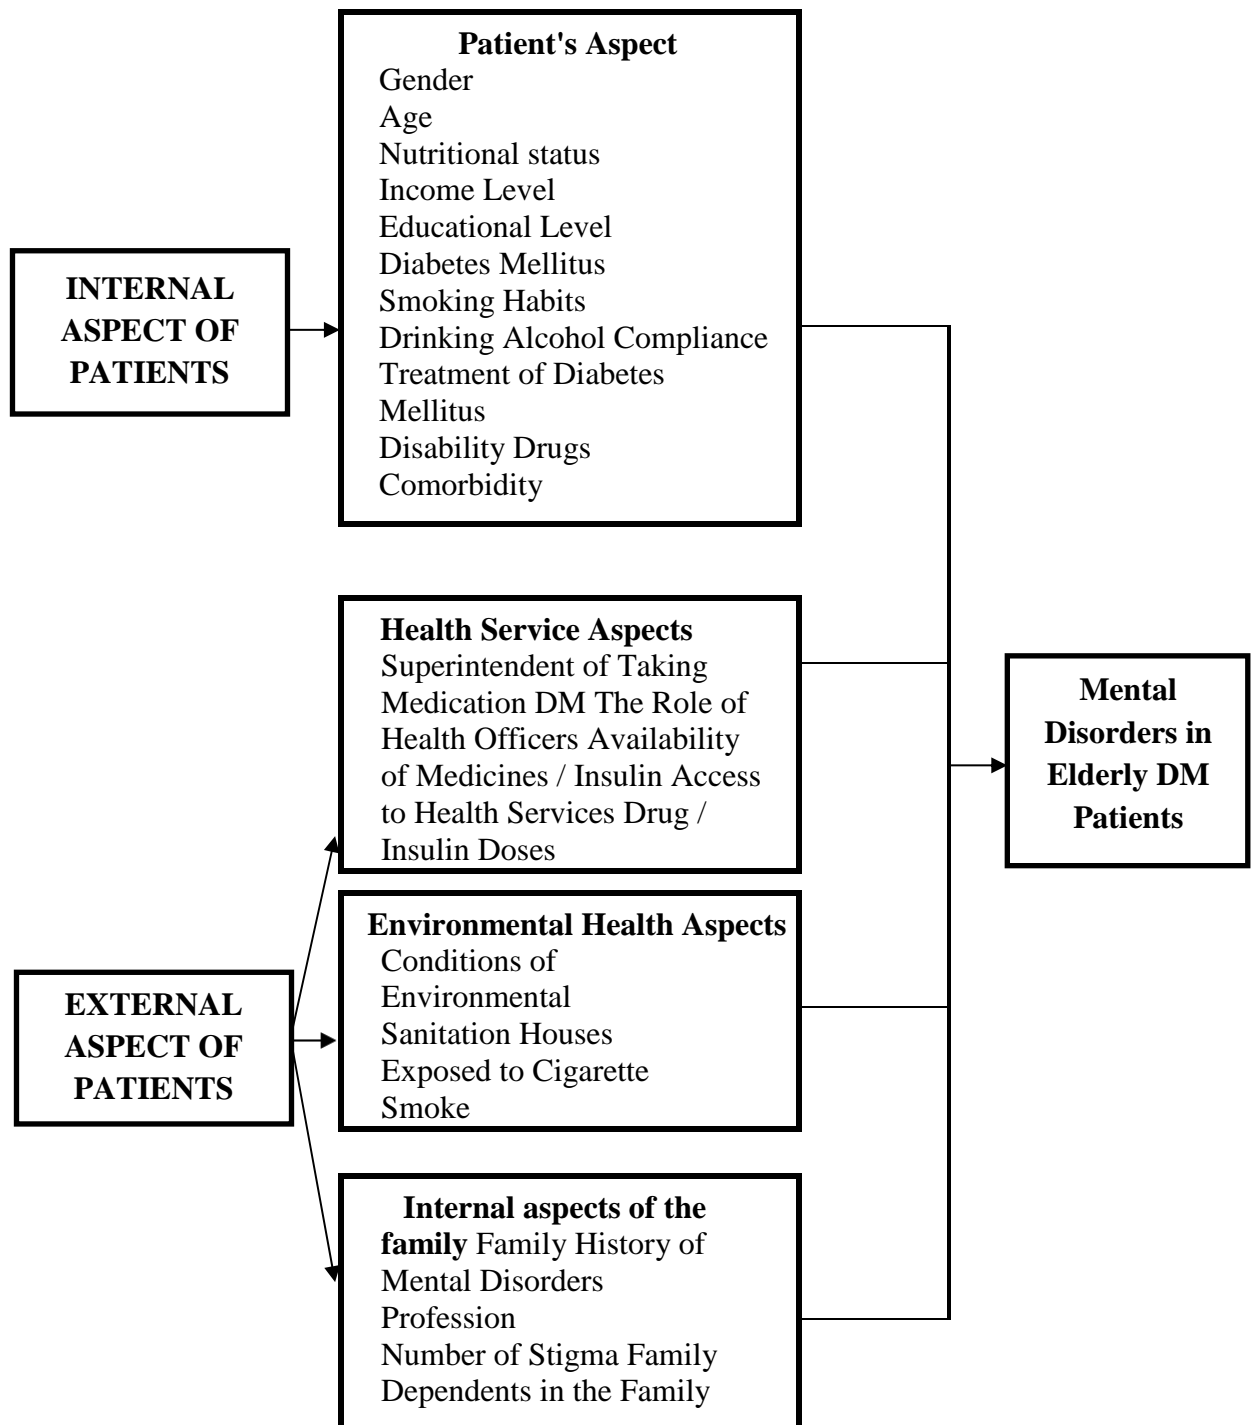 Patient's Aspect
Gender
Age
Nutritional status
Income Level
Educational Level
Diabetes Mellitus
Smoking Habits
Drinking Alcohol Compliance
Treatment of Diabetes
Mellitus
Disability Drugs
Comorbidity
INTERNAL
ASPECT OF
PATIENTS
Health Service Aspects
Superintendent of Taking
Medication DM The Role of
Health Officers Availability
of Medicines / Insulin Access
to Health Services Drug /
Insulin Doses
Mental
Disorders in
Elderly DM
Patients
Environmental Health Aspects
Conditions of
Environmental
Sanitation Houses
Exposed to Cigarette
Smoke
EXTERNAL
ASPECT OF
PATIENTS
Internal aspects of the
family Family History of
Mental Disorders
Profession
Number of Stigma Family
Dependents in the Family